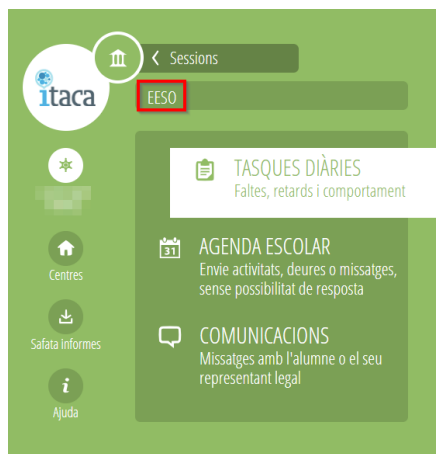 Sessions
itaca
EESO
TASQUES DIÀRIES
Faltes, retards i comportament
31
AGENDA ESCOLAR
Envie activitats, deures o missatges,
sense possibilitat de resposta
Centres
COMUNICACIONS
Missatges amb l'alumne o el seu
representant legal
Safata informes
i
Ajuda